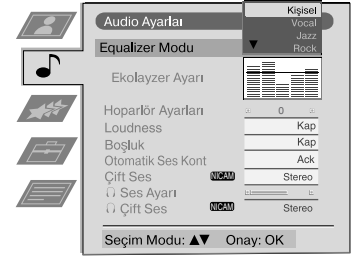 Audio Ayarlaı
Kişisel
Vocal
Jazz
Rock
Equalizer Modu
Ekolayzer Ayarı
Hoparlör Ayarları 0
Loudness Kap
Boşluk Kap
Otomatik Ses Kont Ack
Çift Ses NICAM Stereo
Ses Ayarı
Çift Ses NICAM Stereo
Seçim Modu: ▲▼ Onay: OK